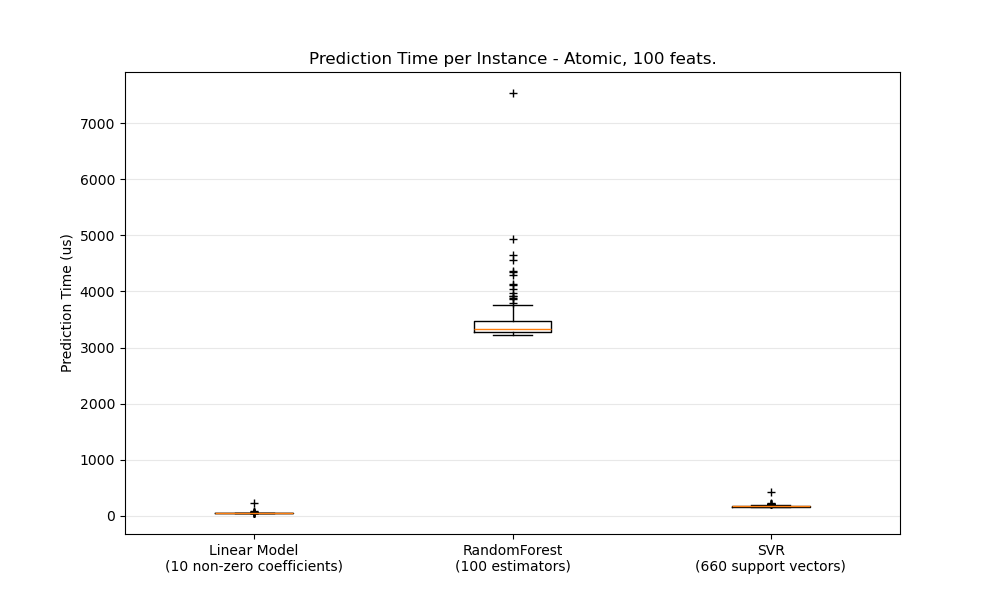 Prediction Time per Instance - Atomic, 100 feats.
Prediction Time (us)
7000
6000
5000
4000
3000
2000
1000
0
Linear Model
(10 non-zero coefficients)
RandomForest
(100 estimators)
SVR
(660 support vectors)